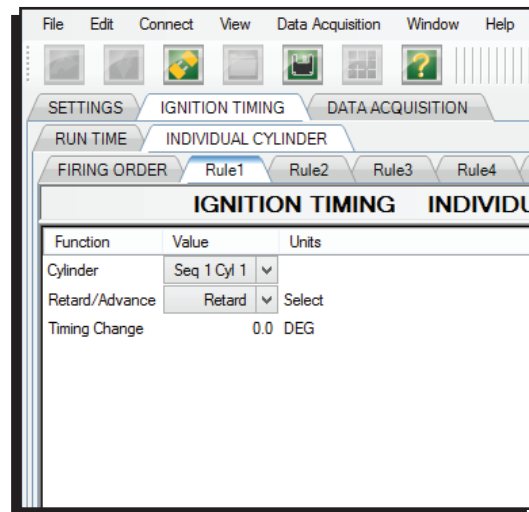 File Edit Connect View Data Acquisition Window Help
?
SETTINGS IGNITION TIMING DATA ACQUISITION
RUN TIME INDIVIDUAL CYLINDER
FIRING ORDER Rule1 Rule2 Rule3 Rule4
IGNITION TIMING INDIVIDU
Function Value Units
Cylinder Seq 1 Cyl 1
Retard/Advance Retard Select
Timing Change 0.0 DEG